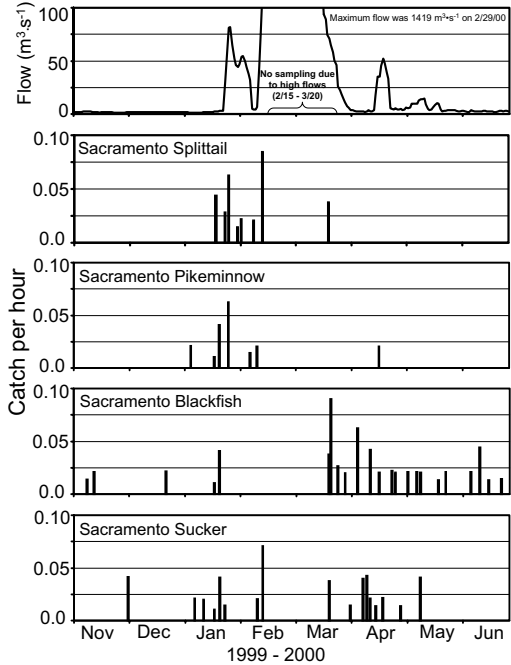 Flow (m³·s⁻¹)
100
50
0
Maximum flow was 1419 m³•s⁻¹ on 2/29/00
No sampling due
to high flows
(2/15 - 3/20)
Catch per hour
Sacramento Splittail
0.10
0.05
0.0
Sacramento Pikeminnow
0.10
0.05
0.0
Sacramento Blackfish
0.10
0.05
0.0
Sacramento Sucker
0.10
0.05
0.0
Nov Dec Jan Feb Mar Apr May Jun
1999 - 2000